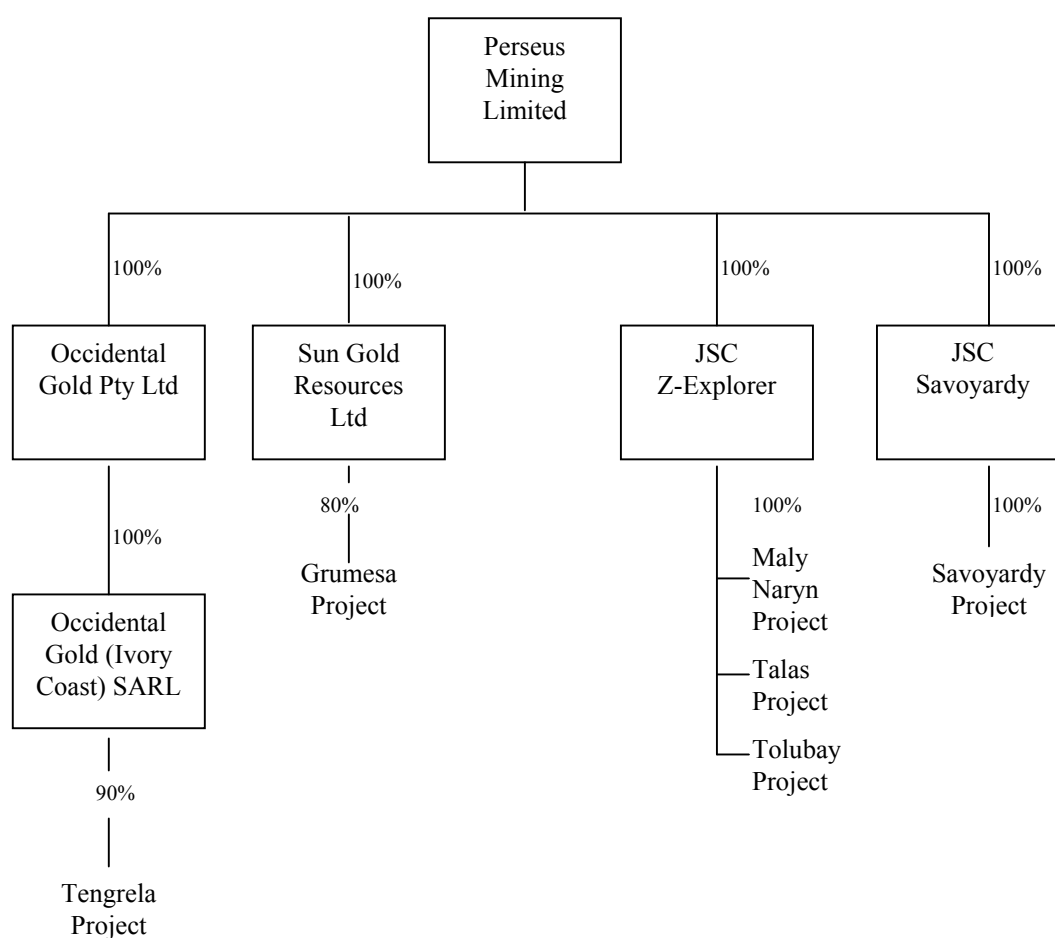 Perseus
Mining
Limited
100%
100%
100%
100%
Occidental
Gold Pty Ltd
Sun Gold
Resources
Ltd
JSC
Z-Explorer
JSC
Savoyardy
100%
80%
100%
100%
Grumesa
Project
Maly
Naryn
Project
Savoyardy
Project
Occidental
Gold (Ivory
Coast) SARL
Talas
Project
Tolubay
Project
90%
Tengrela
Project